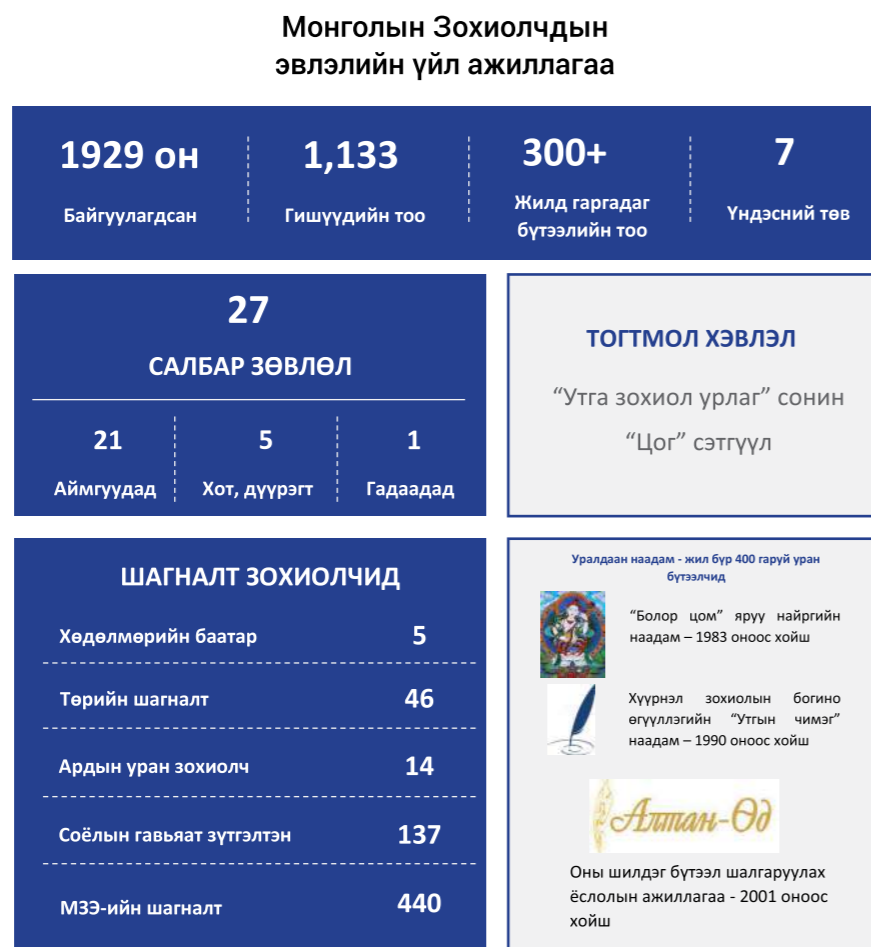 Монголын Зохиолчдын
эвлэлийн үйл ажиллагаа
1929 он
Байгуулагдсан
1,133
Гишүүдийн тоо
300+
Жилд гаргадаг
бүтээлийн тоо
7
Үндэсний төв
27
САЛБАР ЗӨВЛӨЛ
21
Аймгуудад
5
Хот, дүүрэгт
1
Гадаадад
ТОГТМОЛ ХЭВЛЭЛ
“Утга зохиол урлаг” сонин
“Цог” сэтгүүл
ШАГНАЛТ ЗОХИОЛЧИД
Хөдөлмөрийн баатар 5
Төрийн шагналт 46
Ардын уран зохиолч 14
Соёлын гавьяат зүтгэлтэн 137
МЗЭ-ийн шагналт 440
Уралдаан наадам - жил бүр 400 гаруй уран
бүтээлчид
“Болор цом” яруу найргийн
наадам – 1983 оноос хойш
Хүүрнэл зохиолын богино
өгүүллэгийн “Утгын чимэг”
наадам – 1990 оноос хойш
Алтан-Өд
Оны шилдэг бүтээл шалгаруулах
ёслолын ажиллагаа - 2001 оноос
хойш